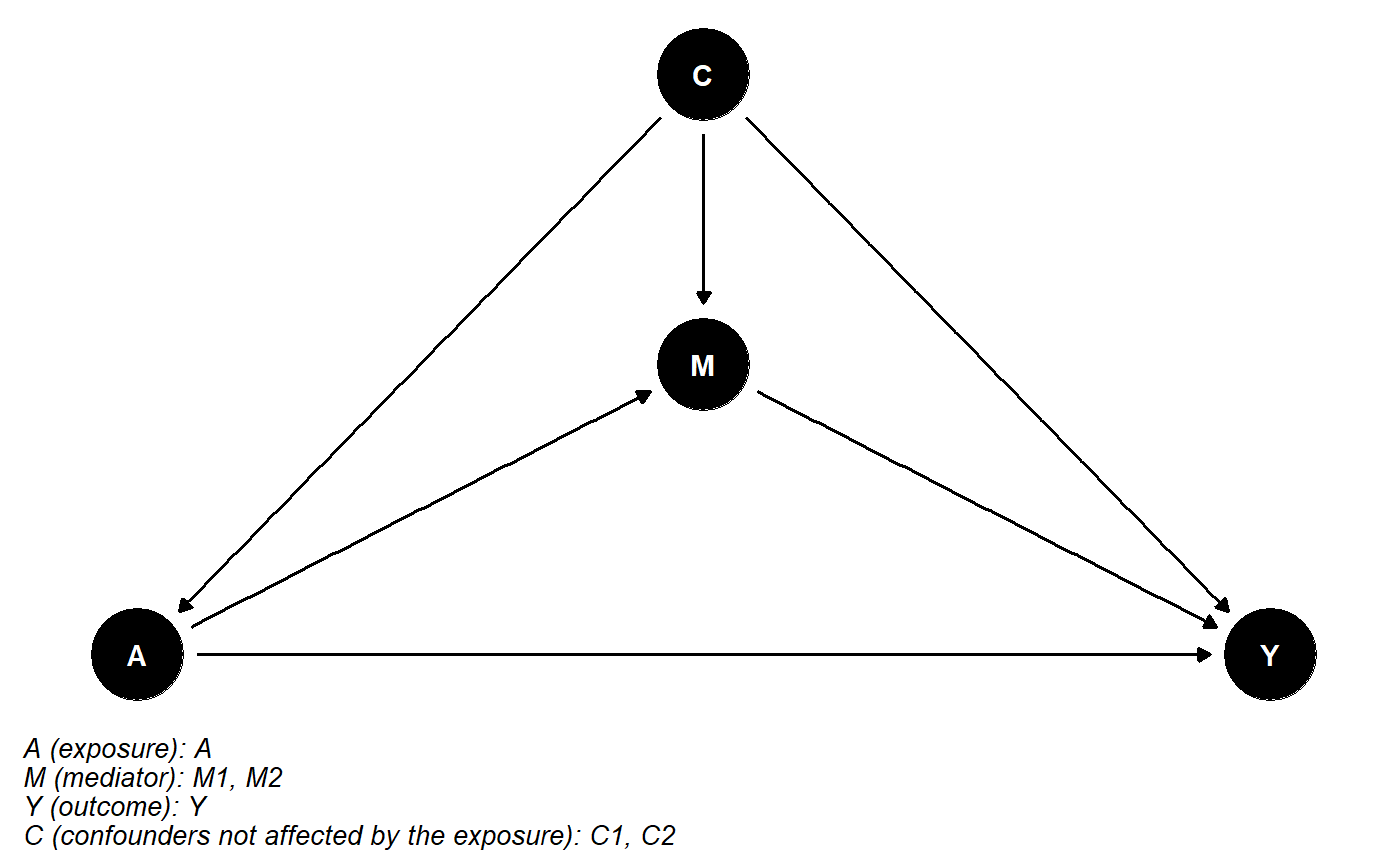 C
M
A
Y
A (exposure): A
M (mediator): M1, M2
Y (outcome): Y
C (confounders not affected by the exposure): C1, C2